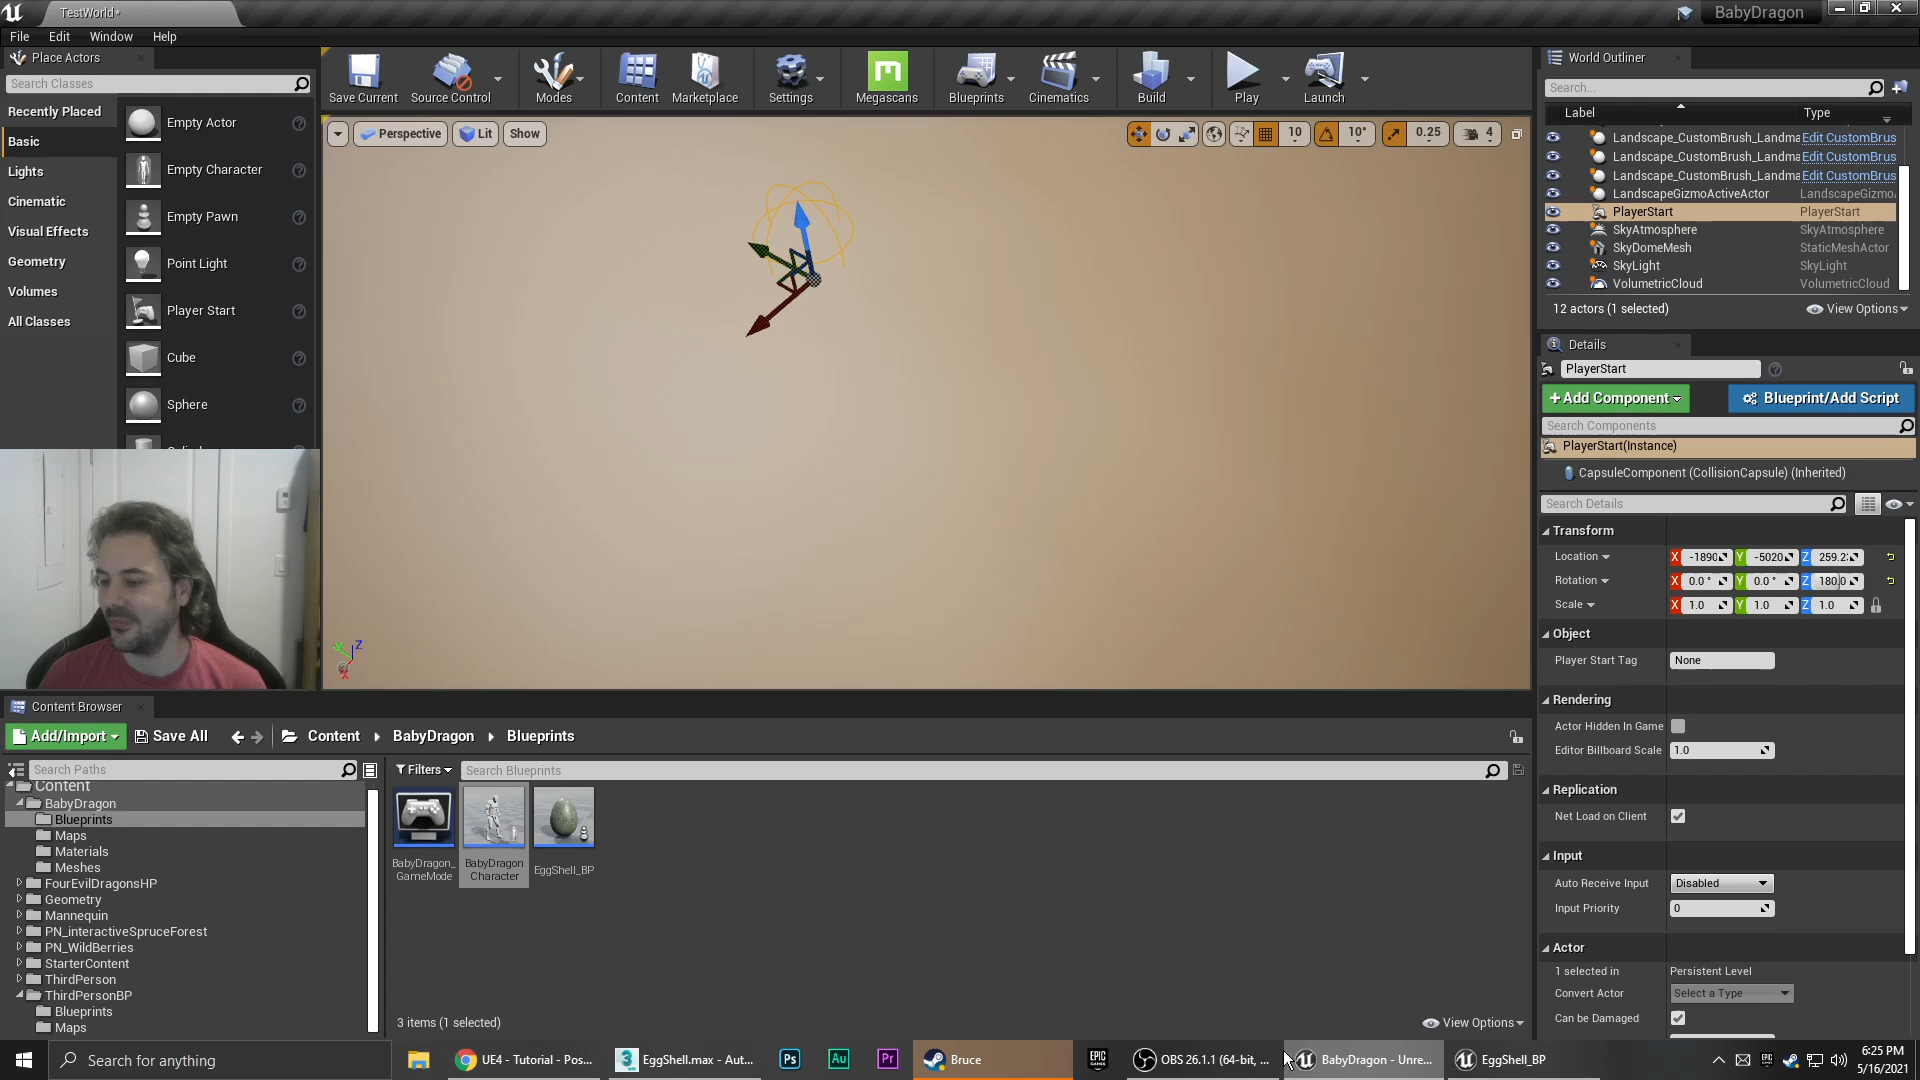 TestWorld*
BabyDragon
File Edit Window Help
Place Actors
Search Classes
Recently Placed
Basic
Lights
Cinematic
Visual Effects
Geometry
Volumes
All Classes
Empty Actor
Empty Character
Empty Pawn
Point Light
Player Start
Cube
Sphere
Save Current
Source Control
Modes
Content
Marketplace
Settings
Megascans
Blueprints
Cinematics
Build
Play
Launch
Perspective Lit Show
10 10° 0.25 4
World Outliner
Search...
Label Type
Landscape_CustomBrush_Landma Edit CustomBrus
Landscape_CustomBrush_Landma Edit CustomBrus
Landscape_CustomBrush_Landma Edit CustomBrus
LandscapeGizmoActiveActor LandscapeGizmo
PlayerStart PlayerStart
SkyAtmosphere SkyAtmosphere
SkyDomeMesh StaticMeshActor
SkyLight SkyLight
VolumetricCloud VolumetricCloud
12 actors (1 selected) View Options
Details
PlayerStart
+Add Component
Blueprint/Add Script
Search Components
PlayerStart(Instance)
CapsuleComponent (CollisionCapsule) (Inherited)
Search Details
Transform
Location X -1890 Y -5020 Z 259.2
Rotation X 0.0 ° Y 0.0 ° Z 180.0
Scale X 1.0 Y 1.0 Z 1.0
Object
Player Start Tag None
Rendering
Actor Hidden In Game
Editor Billboard Scale 1.0
Replication
Net Load on Client
Input
Auto Receive Input Disabled
Input Priority 0
Actor
1 selected in Persistent Level
Convert Actor Select a Type
Can be Damaged
Y Z
X
Content Browser
Add/Import Save All Content BabyDragon Blueprints
Search Paths
Filters
Search Blueprints
Content
BabyDragon
Blueprints
Maps
Materials
Meshes
FourEvilDragonsHP
Geometry
Mannequin
PN_interactiveSpruceForest
PN_WildBerries
StarterContent
ThirdPerson
ThirdPersonBP
Blueprints
Maps
BabyDragon_
GameMode
BabyDragon
Character
EggShell_BP
3 items (1 selected)
View Options
Search for anything
UE4 - Tutorial - Pos...
EggShell.max - Aut...
Ps
Au
Pr
Bruce
EPIC
GAMES
OBS 26.1.1 (64-bit, ...
BabyDragon - Unre...
EggShell_BP
6:25 PM
5/16/2021